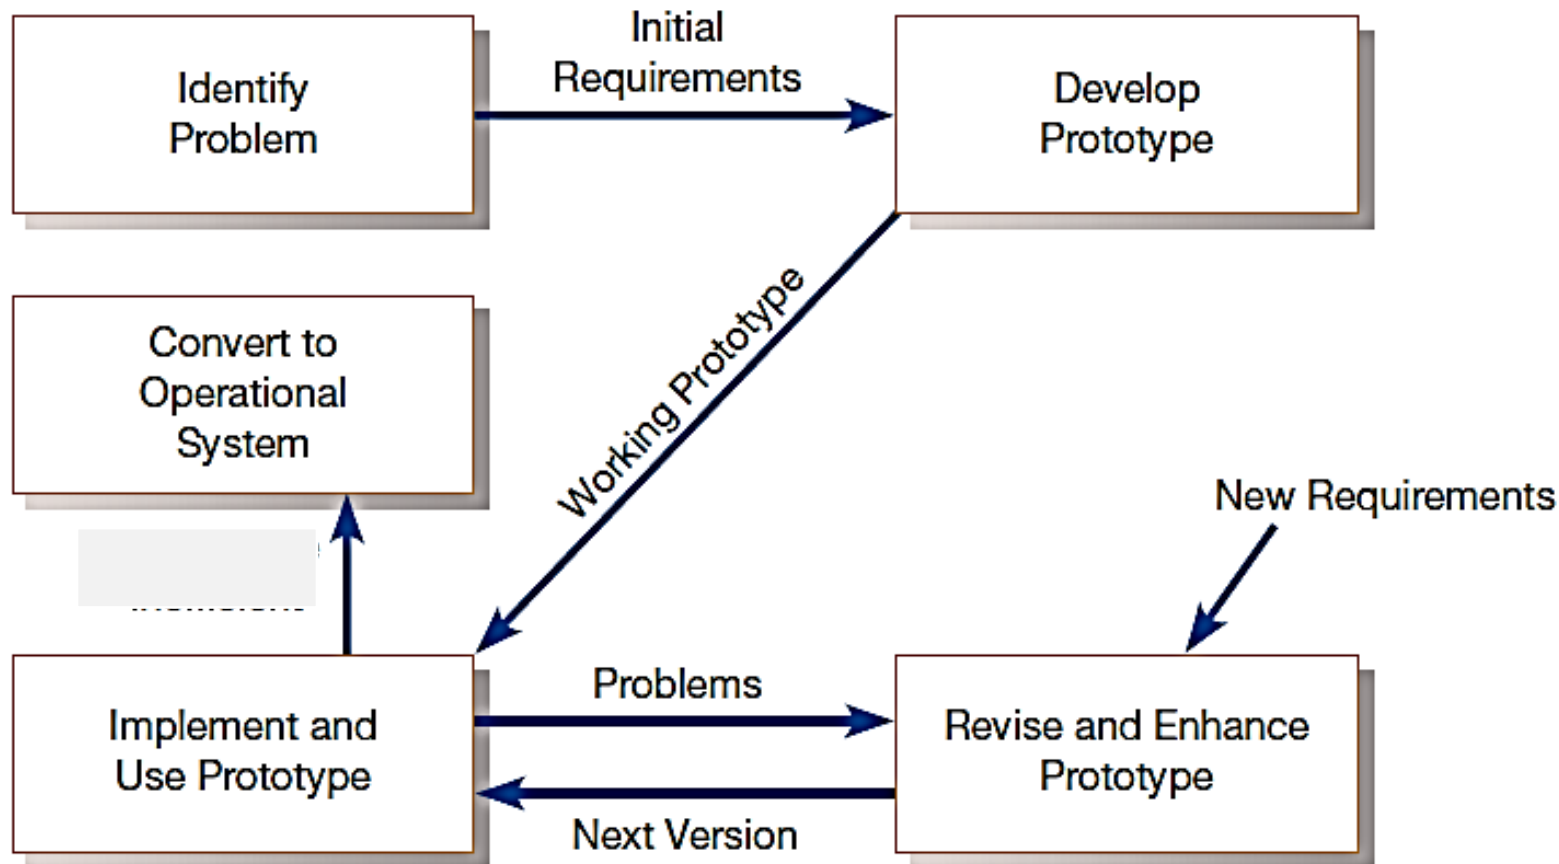 Identify
Problem
Initial
Requirements
Develop
Prototype
Convert to
Operational
System
Working Prototype
New Requirements
Implement and
Use Prototype
Problems
Next Version
Revise and Enhance
Prototype